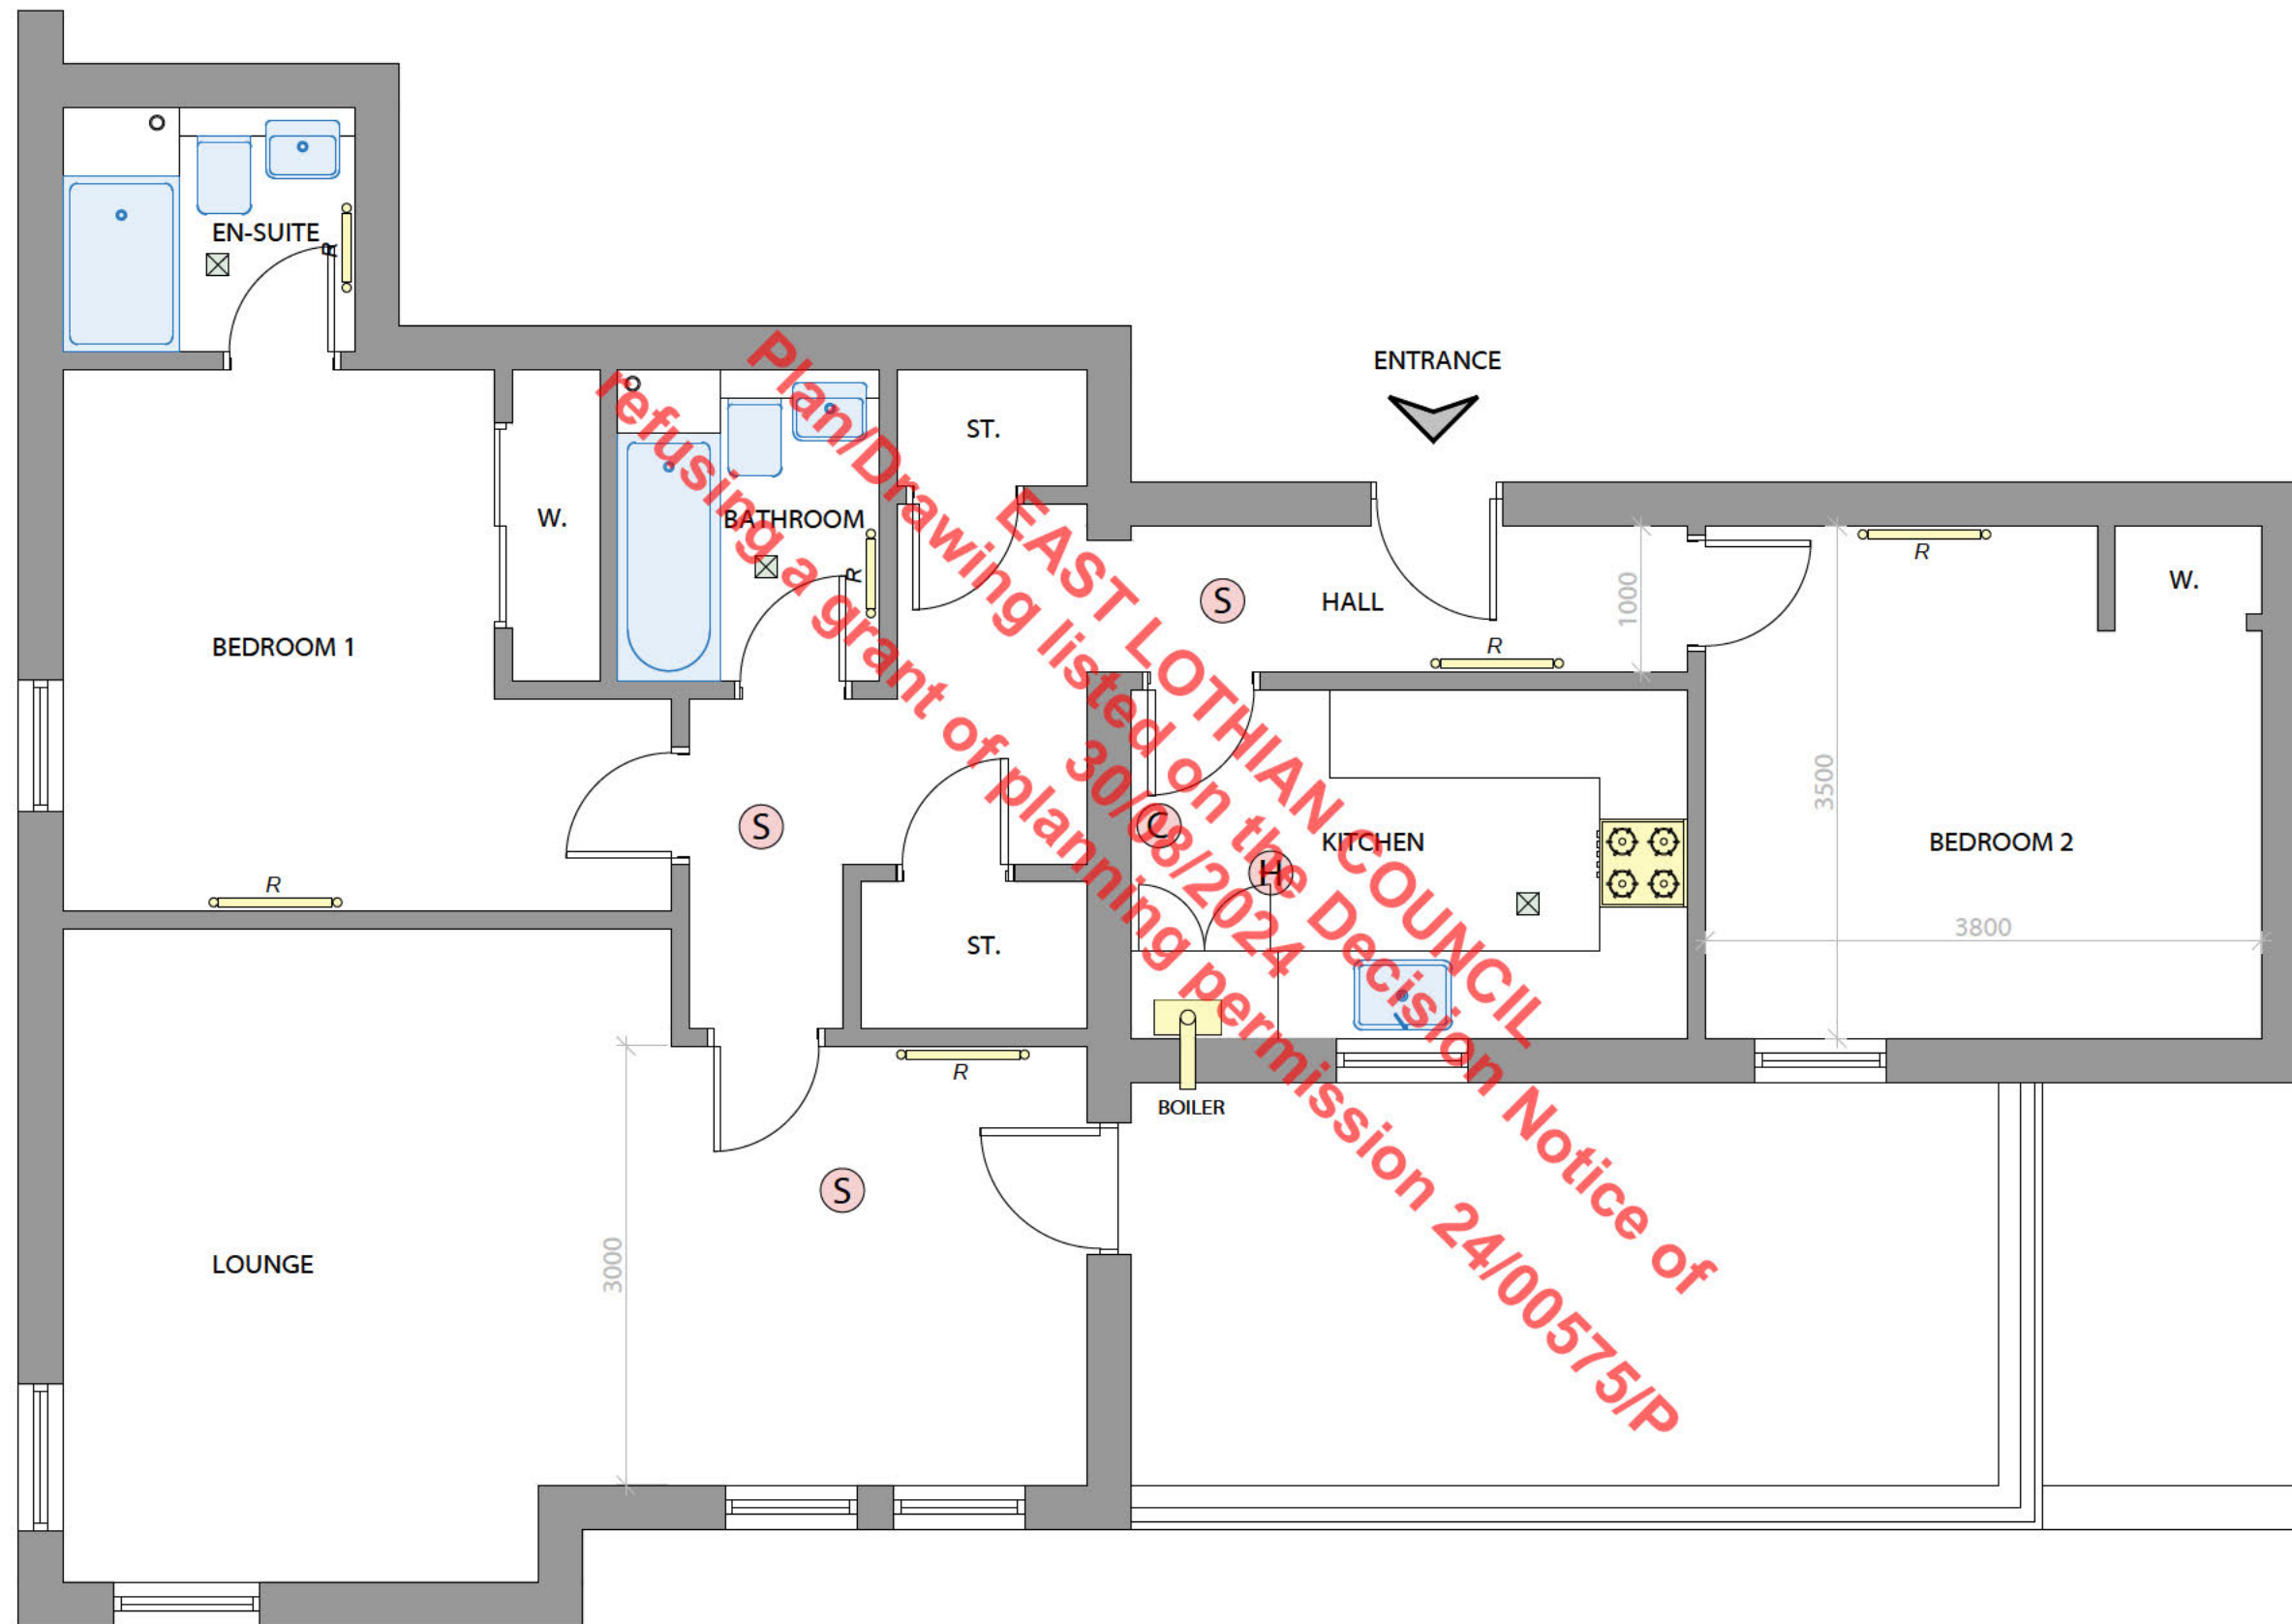 ENTRANCE
EN-SUITE
R
ST.
W.
BATHROOM
R
HALL
1000
R
R
W.
BEDROOM 1
S
S
C
H
KITCHEN
3500
BEDROOM 2
3800
R
ST.
R
BOILER
S
LOUNGE
3000
EAST LOTHIAN COUNCIL
Plan/Drawing listed on the Decision Notice of
30/08/2024
refusing a grant of planning permission 24/00575/P